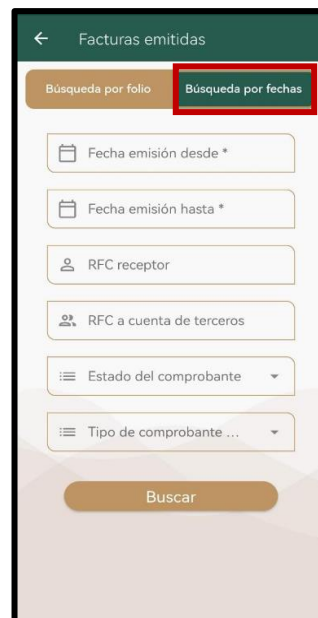 Facturas emitidas
Búsqueda por folio
Búsqueda por fechas
Fecha emisión desde *
Fecha emisión hasta *
RFC receptor
RFC a cuenta de terceros
Estado del comprobante
Tipo de comprobante ...
Buscar